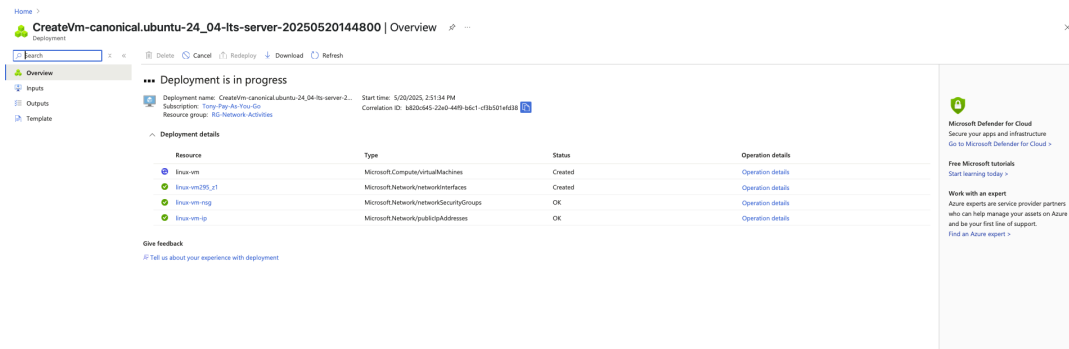 Home >
CreateVm-canonical.ubuntu-24_04-lts-server-20250520144800 | Overview
Deployment
Search
Delete Cancel Redeploy Download Refresh
Overview
Inputs
Outputs
Template
Deployment is in progress
Deployment name: CreateVm-canonical.ubuntu-24_04-lts-server-2... Start time: 5/20/2025, 2:51:34 PM
Subscription: Tony-Pay-As-You-Go Correlation ID: b820c645-22e0-44f9-b6c1-cf3b501efd38
Resource group: RG-Network-Activities
Deployment details
Resource Type Status Operation details
linux-vm Microsoft.Compute/virtualMachines Created Operation details
linux-vm295_z1 Microsoft.Network/networkInterfaces Created Operation details
linux-vm-nsg Microsoft.Network/networkSecurityGroups OK Operation details
linux-vm-ip Microsoft.Network/publicIpAddresses OK Operation details
Give feedback
Tell us about your experience with deployment
Microsoft Defender for Cloud
Secure your apps and infrastructure
Go to Microsoft Defender for Cloud >
Free Microsoft tutorials
Start learning today >
Work with an expert
Azure experts are service provider partners
who can help manage your assets on Azure
and be your first line of support.
Find an Azure expert >